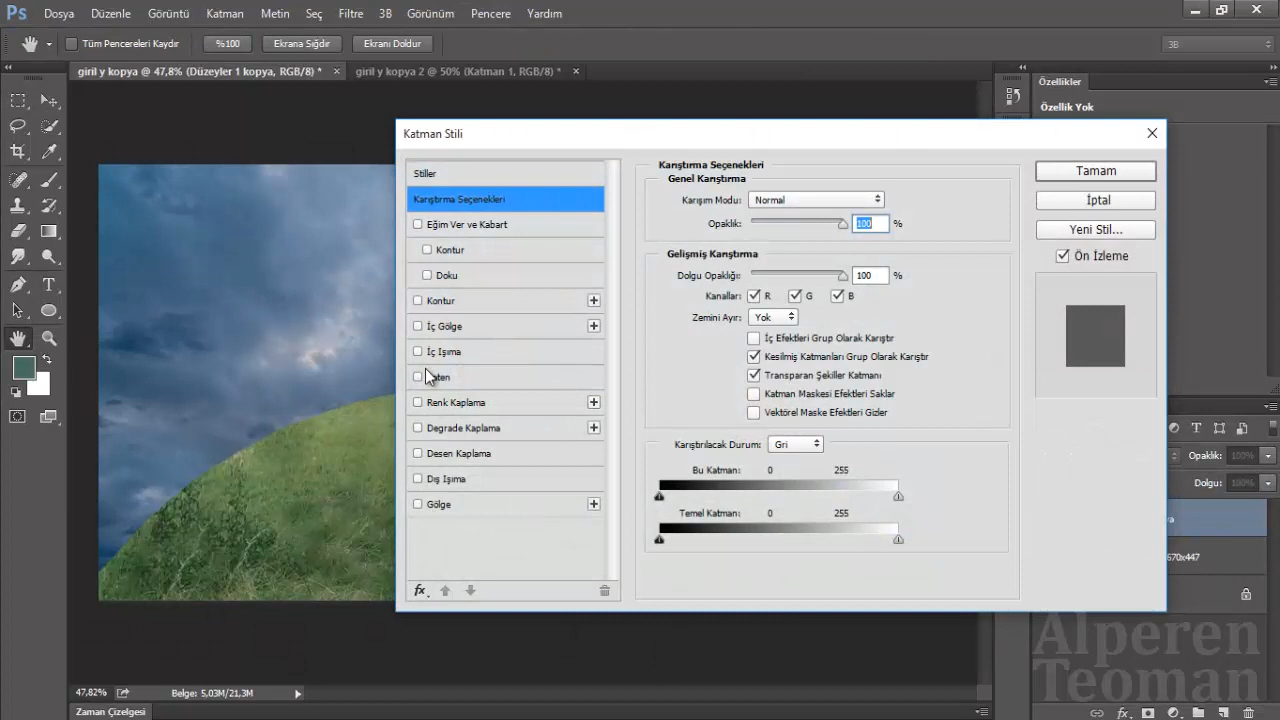 Ps Dosya Düzenle Görüntü Katman Metin Seç Filtre 3B Görünüm Pencere Yardım
Tüm Pencereleri Kaydır %100 Ekrana Sığdır Ekranı Doldur 3B
giril y kopya @ 47,8% (Düzeyler 1 kopya, RGB/8) * × giril y kopya 2 @ 50% (Katman 1, RGB/8) * ×
Özellikler
Özellik Yok
Katman Stili
Stiller
Karıştırma Seçenekleri
Eğim Ver ve Kabart
Kontur
Doku
Kontur
İç Gölge
İç Işıma
Renk Kaplama
Degrade Kaplama
Desen Kaplama
Dış Işıma
Gölge
fx
Karıştırma Seçenekleri
Genel Karıştırma
Karışım Modu: Normal
Opaklık: 100 %
Gelişmiş Karıştırma
Dolgu Opaklığı: 100 %
Kanallar: R G B
Zemini Ayır: Yok
İç Efektleri Grup Olarak Karıştır
Kesilmiş Katmanları Grup Olarak Karıştır
Transparan Şekiller Katmanı
Katman Maskesi Efektleri Saklar
Vektörel Maske Efektleri Gizler
Karıştırılacak Durum: Gri
Bu Katman: 0 255
Temel Katman: 0 255
Tamam
İptal
Yeni Stil...
Ön İzleme
Opaklık: 100%
Dolgu: 100%
670x447
Alperen
Teoman
47,82% Belge: 5,03M/21,3M
Zaman Çizelgesi
fx